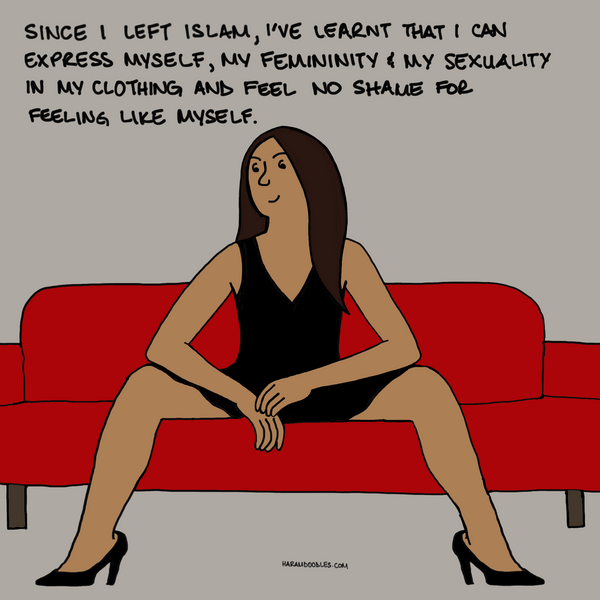 SINCE I LEFT ISLAM, I'VE LEARNT THAT I CAN
EXPRESS MYSELF, MY FEMININITY & MY SEXUALITY
IN MY CLOTHING AND FEEL NO SHAME FOR
FEELING LIKE MYSELF.
HARAMDOODLES.COM